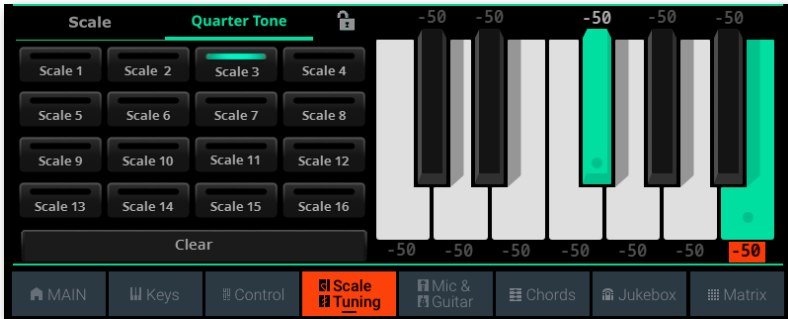 Scale Quarter Tone -50 -50 -50 -50 -50
Scale 1 Scale 2 Scale 3 Scale 4
Scale 5 Scale 6 Scale 7 Scale 8
Scale 9 Scale 10 Scale 11 Scale 12
Scale 13 Scale 14 Scale 15 Scale 16
Clear
-50 -50 -50 -50 -50 -50 -50
MAIN Keys Control Scale Tuning Mic & Guitar Chords Jukebox Matrix